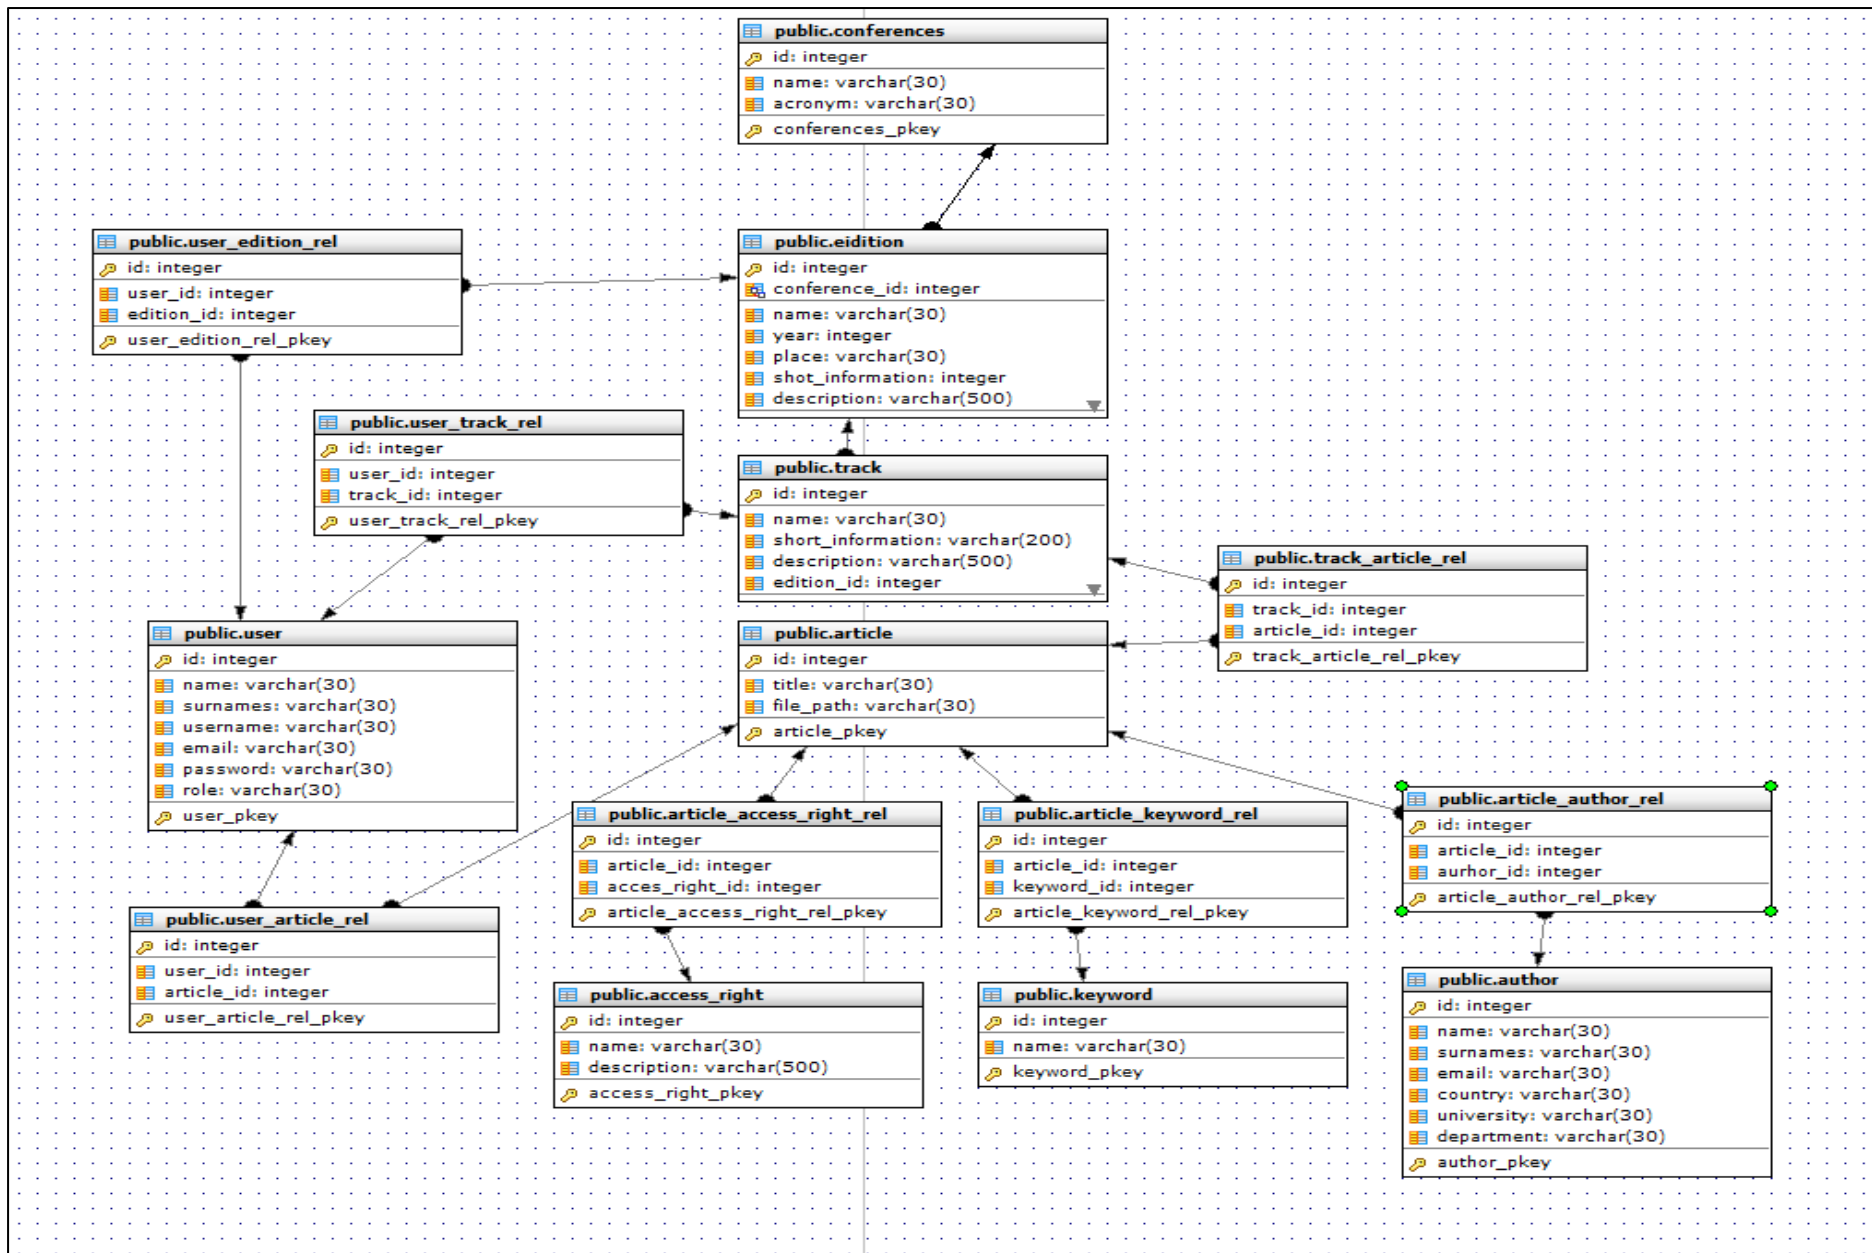 public.conferences
id: integer
name: varchar(30)
acronym: varchar(30)
conferences_pkey
public.user_edition_rel
id: integer
user_id: integer
edition_id: integer
user_edition_rel_pkey
public.eidition
id: integer
conference_id: integer
name: varchar(30)
year: integer
place: varchar(30)
shot_information: integer
description: varchar(500)
public.user_track_rel
id: integer
user_id: integer
track_id: integer
user_track_rel_pkey
public.track
id: integer
name: varchar(30)
short_information: varchar(200)
description: varchar(500)
edition_id: integer
public.track_article_rel
id: integer
track_id: integer
article_id: integer
track_article_rel_pkey
public.user
id: integer
name: varchar(30)
surnames: varchar(30)
username: varchar(30)
email: varchar(30)
password: varchar(30)
role: varchar(30)
user_pkey
public.article
id: integer
title: varchar(30)
file_path: varchar(30)
article_pkey
public.article_access_right_rel
id: integer
article_id: integer
acces_right_id: integer
article_access_right_rel_pkey
public.article_keyword_rel
id: integer
article_id: integer
keyword_id: integer
article_keyword_rel_pkey
public.article_author_rel
id: integer
article_id: integer
aurhor_id: integer
article_author_rel_pkey
public.user_article_rel
id: integer
user_id: integer
article_id: integer
user_article_rel_pkey
public.access_right
id: integer
name: varchar(30)
description: varchar(500)
access_right_pkey
public.keyword
id: integer
name: varchar(30)
keyword_pkey
public.author
id: integer
name: varchar(30)
surnames: varchar(30)
email: varchar(30)
country: varchar(30)
university: varchar(30)
department: varchar(30)
author_pkey